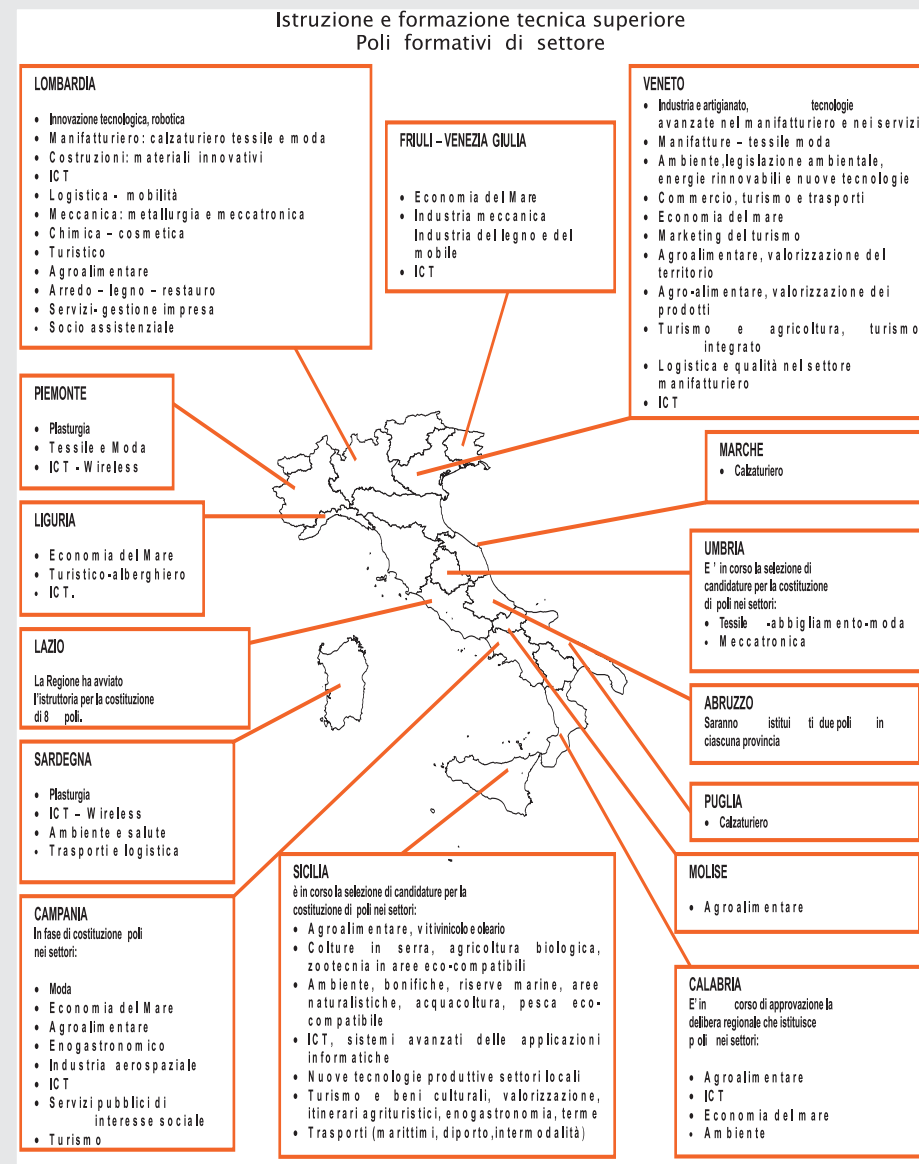 Istruzione e formazione tecnica superiore
Poli formativi di settore
LOMBARDIA
• Innovazione tecnologica, robotica
• Manifatturiero: calzaturiero tessile e moda
• Costruzioni: materiali innovativi
• ICT
• Logistica - mobilità
• Meccanica: metallurgia e meccatronica
• Chimica – cosmetica
• Turistico
• Agroalimentare
• Arredo – legno – restauro
• Servizi- gestione impresa
• Socio assistenziale
FRIULI – VENEZIA GIULIA
• Economia del Mare
• Industria meccanica
Industria del legno e del
mobile
• ICT
VENETO
• Industria e artigianato, tecnologie
avanzate nel manifatturiero e nei servizi
• Manifatture – tessile moda
• Ambiente,legislazione ambientale,
energie rinnovabili e nuove tecnologie
• Commercio, turismo e trasporti
• Economia del mare
• Marketing del turismo
• Agroalimentare, valorizzazione del
territorio
• Agro-alimentare, valorizzazione dei
prodotti
• Turismo e agricoltura, turismo
integrato
• Logistica e qualità nel settore
manifatturiero
• ICT
PIEMONTE
• Plasturgia
• Tessile e Moda
• ICT - Wireless
MARCHE
• Calzaturiero
LIGURIA
• Economia del Mare
• Turistico-alberghiero
• ICT.
UMBRIA
E' in corso la selezione di
candidature per la costituzione
di poli nei settori:
• Tessile -abbigliamento-moda
• Meccatronica
LAZIO
La Regione ha avviato
l'istruttoria per la costituzione
di 8 poli.
ABRUZZO
Saranno istitui ti due poli in
ciascuna provincia
SARDEGNA
• Plasturgia
• ICT – Wireless
• Ambiente e salute
• Trasporti e logistica
PUGLIA
• Calzaturiero
MOLISE
• Agroalimentare
CAMPANIA
In fase di costituzione poli
nei settori:
• Moda
• Economia del Mare
• Agroalimentare
• Enogastronomico
• Industria aerospaziale
• ICT
• Servizi pubblici di
interesse sociale
• Turismo
SICILIA
è in corso la selezione di candidature per la
costituzione di poli nei settori:
• Agroalimentare, vitivinicolo e oleario
• Colture in serra, agricoltura biologica,
zootecnia in aree eco-compatibili
• Ambiente, bonifiche, riserve marine, aree
naturalistiche, acquacoltura, pesca eco-
compatibile
• ICT, sistemi avanzati delle applicazioni
informatiche
• Nuove tecnologie produttive settori locali
• Turismo e beni culturali, valorizzazione,
itinerari agrituristici, enogastronomia, terme
• Trasporti (marittimi, diporto,intermodalità)
CALABRIA
E' in corso di approvazione la
delibera regionale che istituisce
poli nei settori:
• Agroalimentare
• ICT
• Economia del mare
• Ambiente